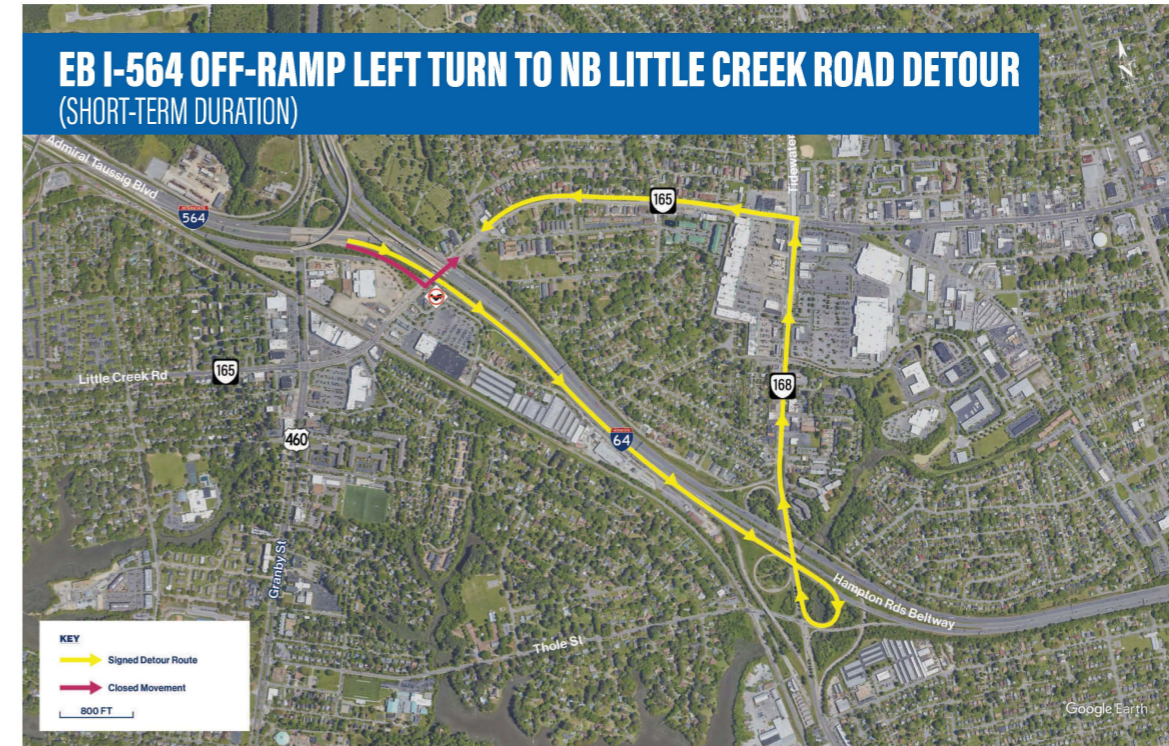 EB I-564 OFF-RAMP LEFT TURN TO NB LITTLE CREEK ROAD DETOUR
(SHORT-TERM DURATION)
N
Admiral Taussig Blvd
Tidewater
INTERSTATE
564
165
168
165
Little Creek Rd
460
INTERSTATE
64
Granby St
Hampton Rds Beltway
Thole St
KEY
Signed Detour Route
Closed Movement
800 FT
Google Earth